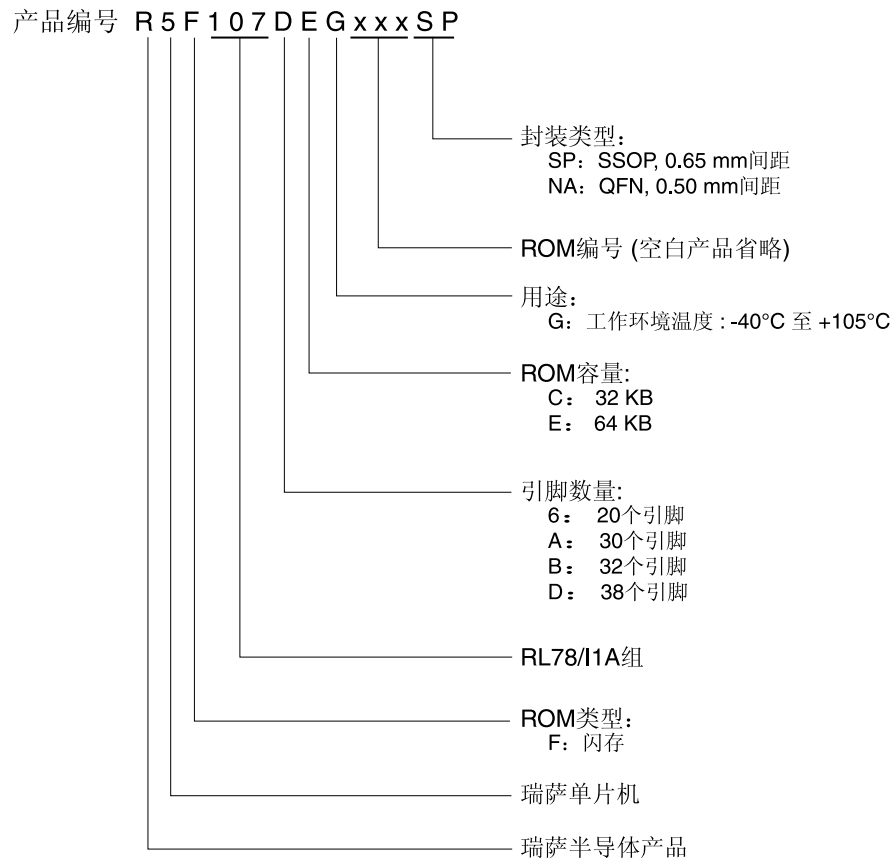 产品编号 R 5 F 1 0 7 D E G x x x S P
封装类型：
SP：SSOP, 0.65 mm间距
NA：QFN, 0.50 mm间距
ROM编号 (空白产品省略)
用途：
G：工作环境温度 : -40°C 至 +105°C
ROM容量:
C： 32 KB
E： 64 KB
引脚数量:
6： 20个引脚
A： 30个引脚
B： 32个引脚
D： 38个引脚
RL78/I1A组
ROM类型：
F：闪存
瑞萨单片机
瑞萨半导体产品